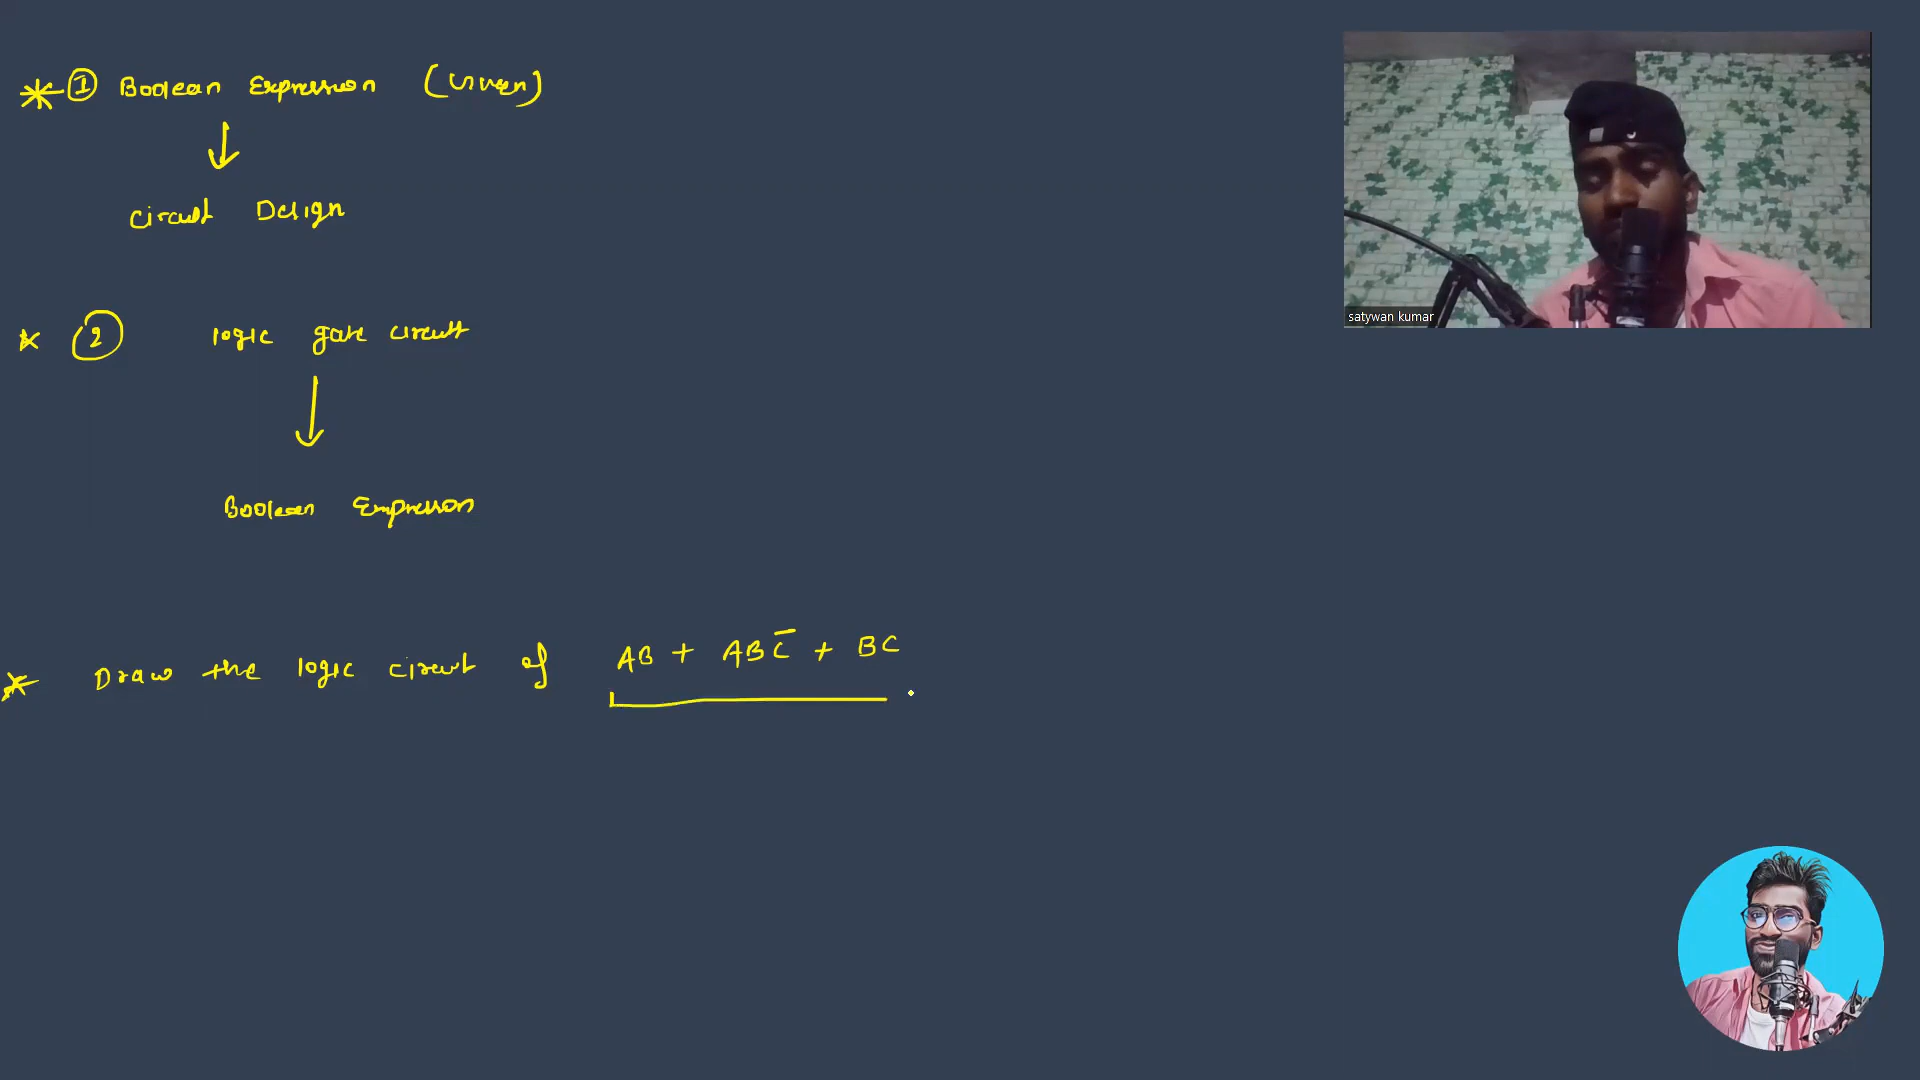 * ① Boolean Expression (Given)
↓
Circuit Design
satywan kumar
* ② logic gate circuit
↓
Boolean Expression
* Draw the logic circuit of AB + ABC̅ + BC